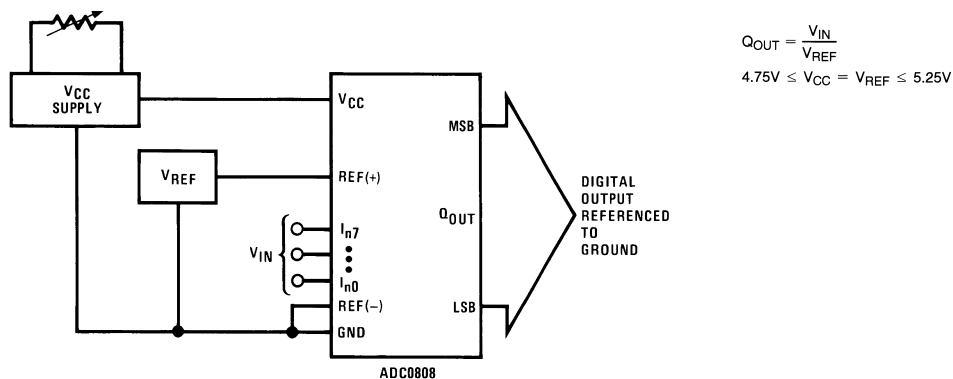 V_CC
SUPPLY
V_REF
V_IN
V_CC
REF(+)
I_n7
I_n0
REF(–)
GND
MSB
Q_OUT
LSB
ADC0808
DIGITAL
OUTPUT
REFERENCED
TO
GROUND
Q_OUT = V_IN / V_REF
4.75V ≤ V_CC = V_REF ≤ 5.25V